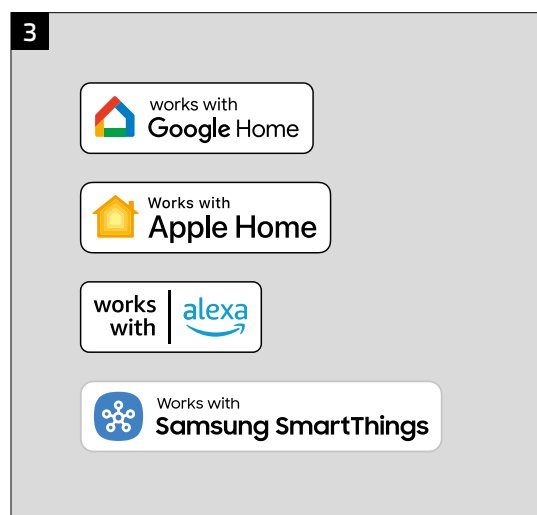 3
works with
Google Home
Works with
Apple Home
works
with
alexa
Works with
Samsung SmartThings